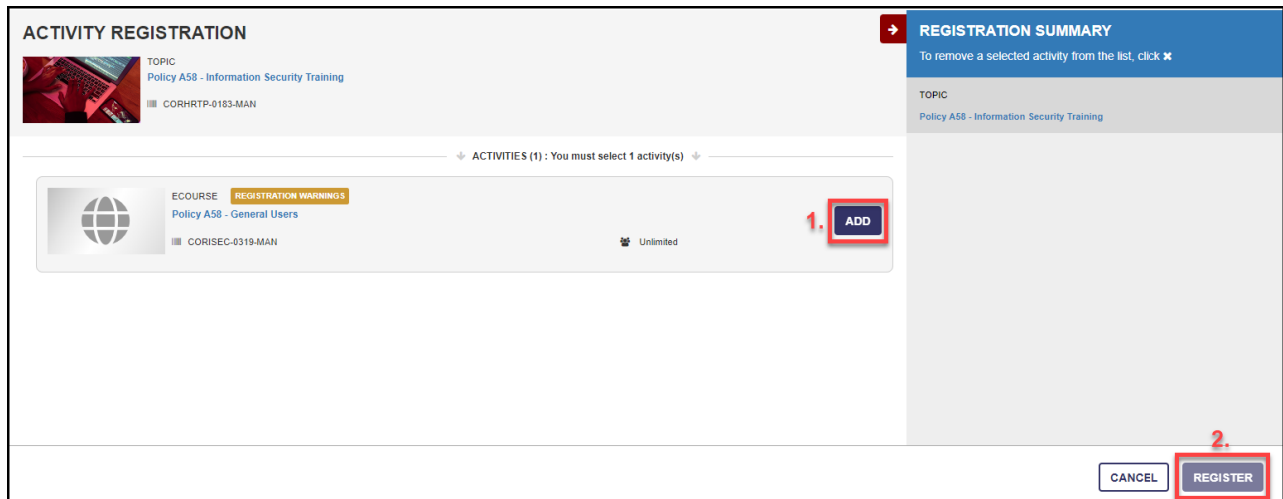 ACTIVITY REGISTRATION
TOPIC
Policy A58 - Information Security Training
CORHRTP-0183-MAN
ACTIVITIES (1) : You must select 1 activity(s)
ECOURSE REGISTRATION WARNINGS
Policy A58 - General Users
CORISEC-0319-MAN
Unlimited
1.
ADD
REGISTRATION SUMMARY
To remove a selected activity from the list, click ✖
TOPIC
Policy A58 - Information Security Training
2.
CANCEL
REGISTER